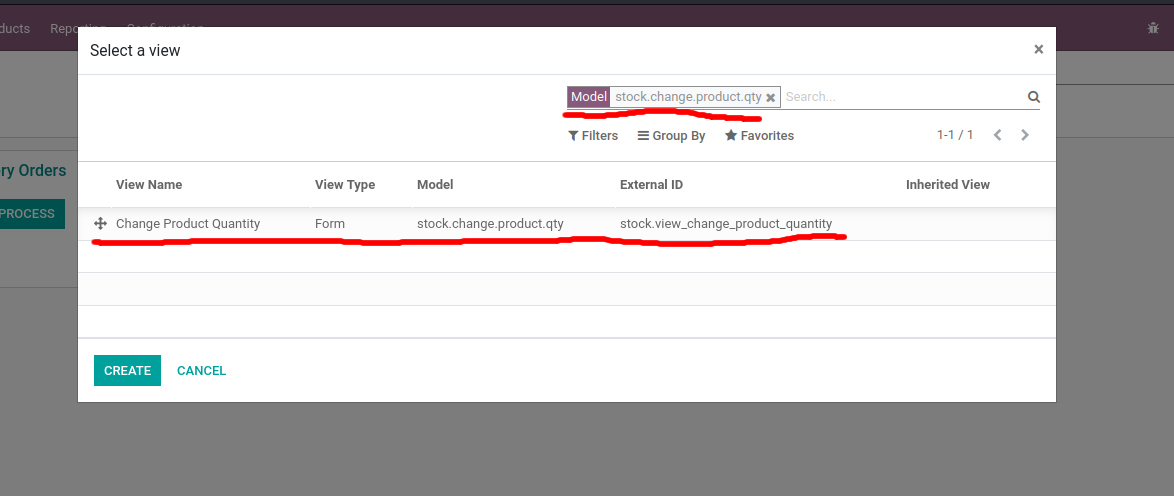 ducts Reporting Configuration
Select a view ×
Model stock.change.product.qty × Search...
Filters Group By Favorites 1-1 / 1
ry Orders
View Name View Type Model External ID Inherited View
PROCESS
Change Product Quantity Form stock.change.product.qty stock.view_change_product_quantity
CREATE CANCEL